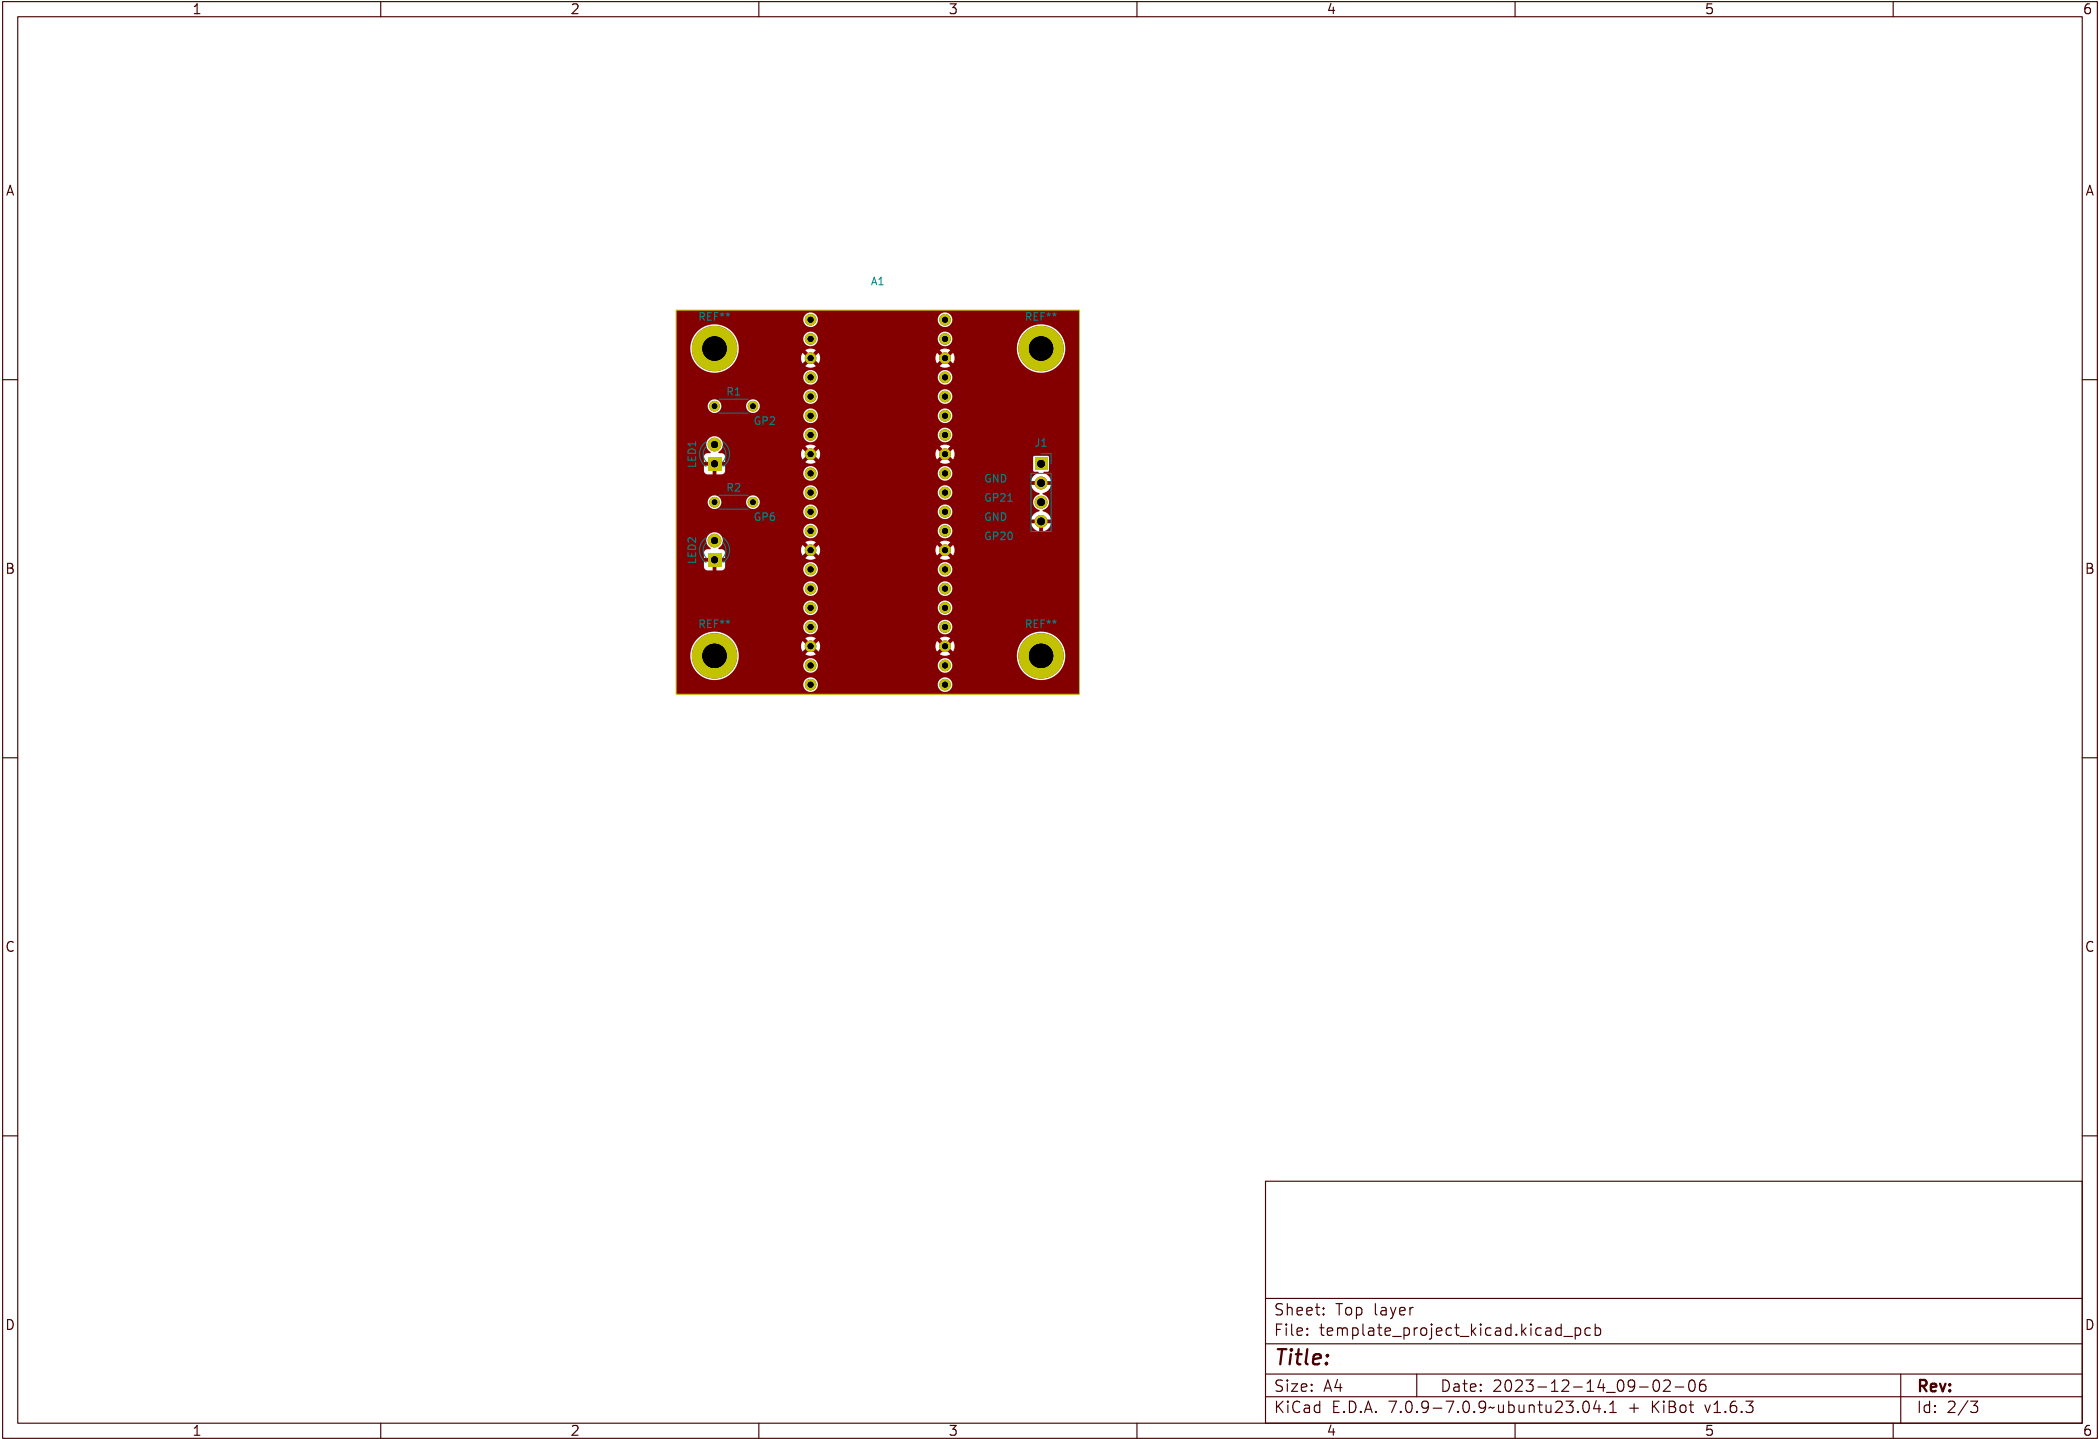 1 2 3 4 5 6
A A
A1
REF** REF**
R1
GP2
LED1
J1
GND
R2
GP21
GP6
GND
GP20
LED2
B B
REF** REF**
C C
Sheet: Top layer
File: template_project_kicad.kicad_pcb
D D
Title:
Size: A4 Date: 2023-12-14_09-02-06 Rev:
KiCad E.D.A. 7.0.9-7.0.9~ubuntu23.04.1 + KiBot v1.6.3 Id: 2/3
1 2 3 4 5 6